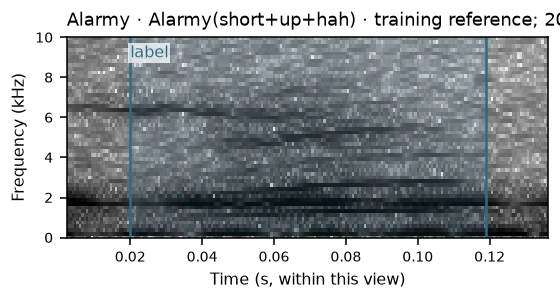 Alarmy · Alarmy(short+up+hah) · training reference; 20
label
Frequency (kHz)
10
8
6
4
2
0
0.02 0.04 0.06 0.08 0.10 0.12
Time (s, within this view)